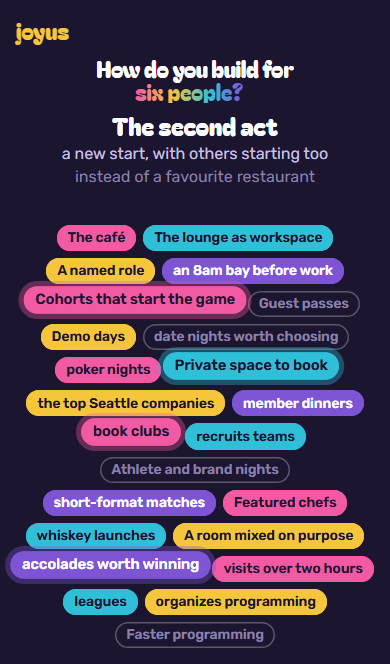 joyus
How do you build for
six people?
The second act
a new start, with others starting too
instead of a favourite restaurant
The café The lounge as workspace
A named role an 8am bay before work
Cohorts that start the game Guest passes
Demo days date nights worth choosing
poker nights Private space to book
the top Seattle companies member dinners
book clubs recruits teams
Athlete and brand nights
short-format matches Featured chefs
whiskey launches A room mixed on purpose
accolades worth winning visits over two hours
leagues organizes programming
Faster programming